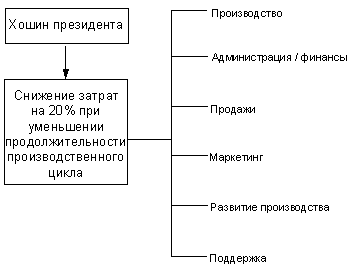 Хошин президента
Снижение затрат
на 20% при
уменьшении
продолжительности
производственного
цикла
Производство
Администрация / финансы
Продажи
Маркетинг
Развитие производства
Поддержка